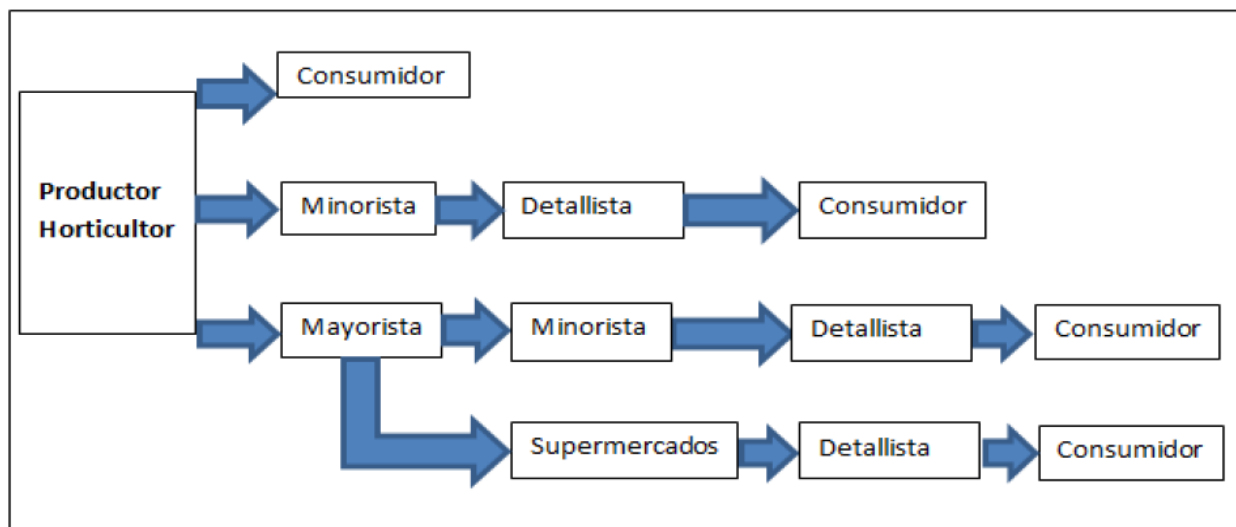 Consumidor
Productor
Horticultor
Minorista
Detallista
Consumidor
Mayorista
Minorista
Detallista
Consumidor
Supermercados
Detallista
Consumidor